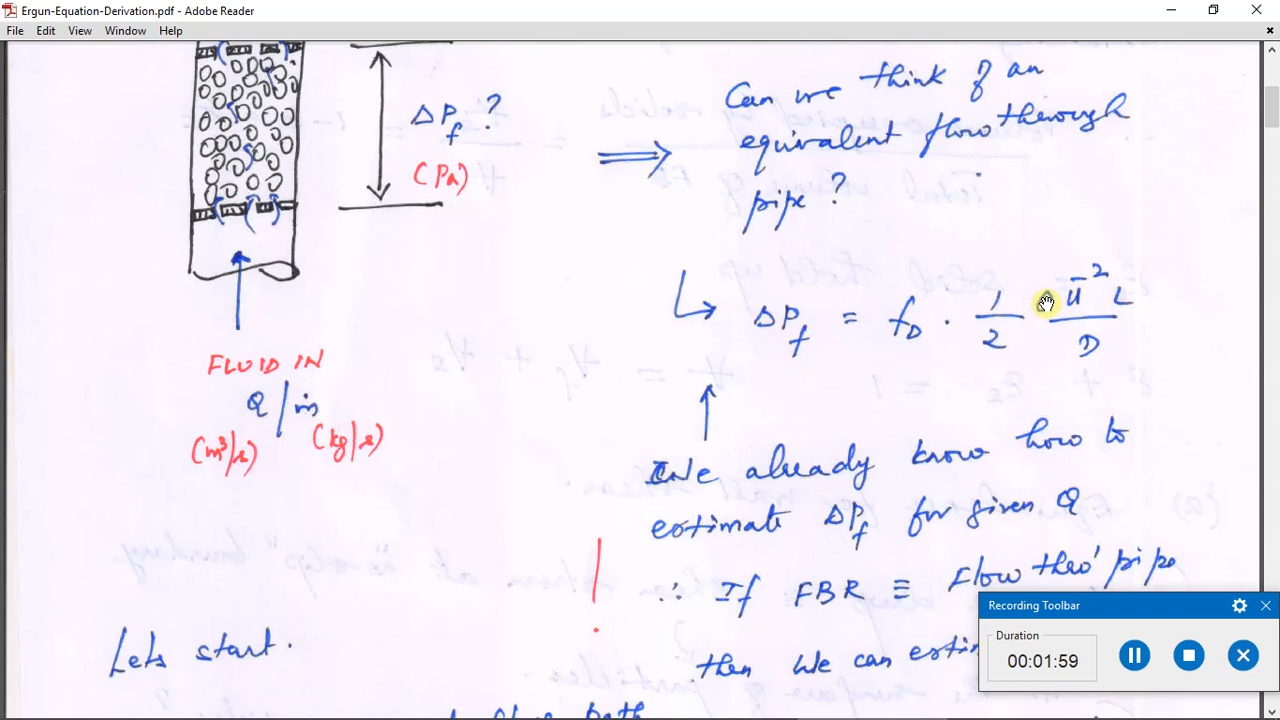 Ergun-Equation-Derivation.pdf - Adobe Reader
File Edit View Window Help
ΔPf ?
(Pa)
Can we think of an
equivalent flow through
pipe ?
ΔPf = fD · 1/2 ū² L / D
FLUID IN
Q / ṁ
(m³/s) (kg/s)
We already know how to
estimate ΔPf for given Q
∴ If FBR ≡ Flow thro' pipe
then we can
Lets start.
path
Recording Toolbar
Duration
00:01:59